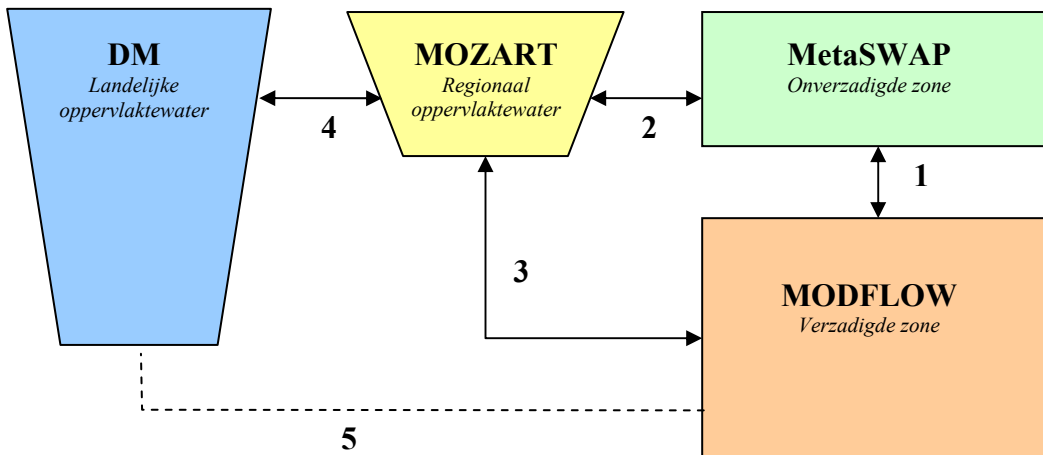 DM
Landelijke
oppervlaktewater
MOZART
Regionaal
oppervlaktewater
MetaSWAP
Onverzadigde zone
4
2
1
3
MODFLOW
Verzadigde zone
5